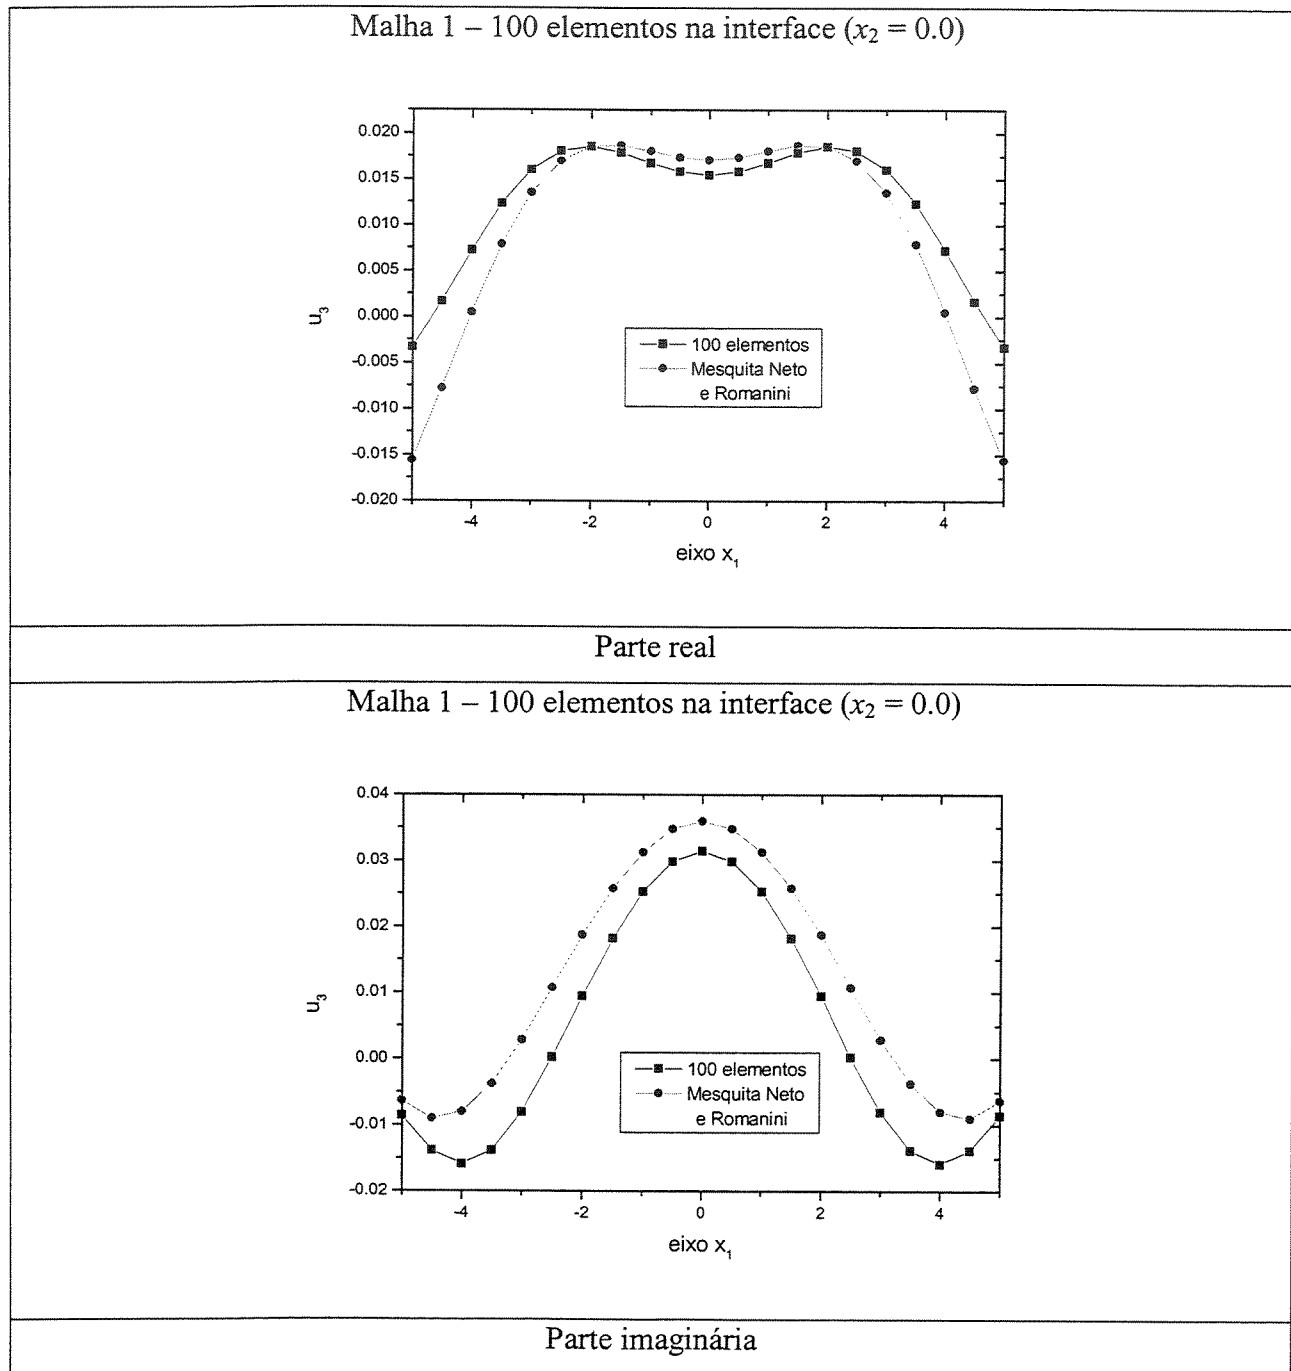 Malha 1 – 100 elementos na interface (x₂ = 0.0)
0.020
0.015
0.010
0.005
0.000
-0.005
-0.010
-0.015
-0.020
u₃
100 elementos
Mesquita Neto
e Romanini
-4 -2 0 2 4
eixo x₁
Parte real
Malha 1 – 100 elementos na interface (x₂ = 0.0)
0.04
0.03
0.02
0.01
0.00
-0.01
-0.02
u₃
100 elementos
Mesquita Neto
e Romanini
-4 -2 0 2 4
eixo x₁
Parte imaginária